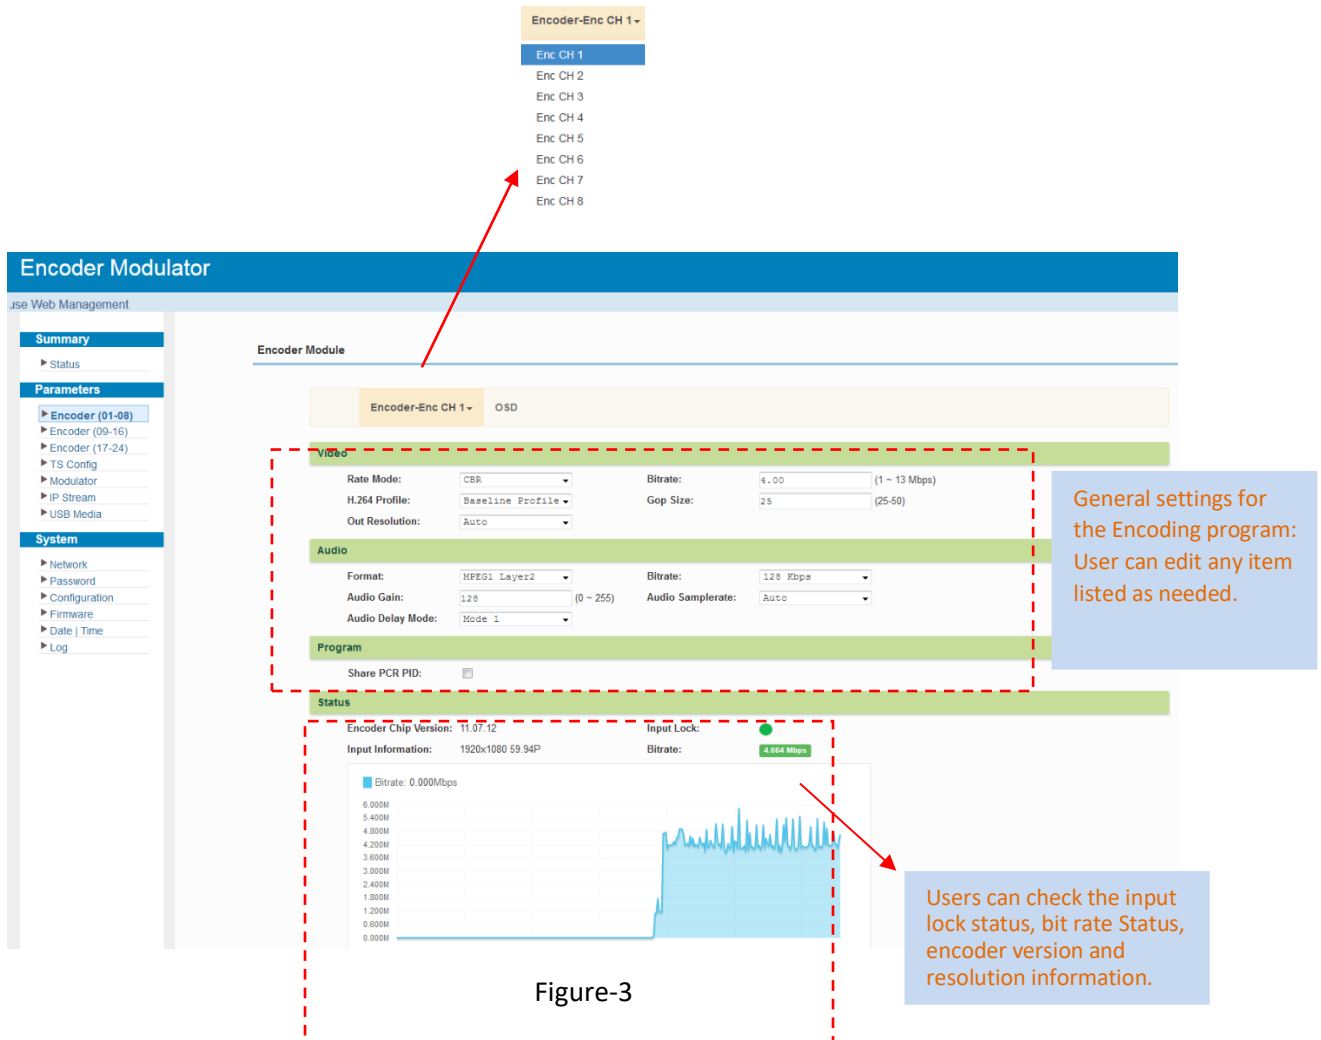 Encoder-Enc CH 1
Enc CH 1
Enc CH 2
Enc CH 3
Enc CH 4
Enc CH 5
Enc CH 6
Enc CH 7
Enc CH 8
Encoder Modulator
use Web Management
Summary
Status
Parameters
Encoder (01-08)
Encoder (09-16)
Encoder (17-24)
TS Config
Modulator
IP Stream
USB Media
System
Network
Password
Configuration
Firmware
Date | Time
Log
Encoder Module
Encoder-Enc CH 1 OSD
Video
Rate Mode: CBR Bitrate: 4.00 (1 ~ 13 Mbps)
H.264 Profile: Baseline Profile Gop Size: 25 (25-50)
Out Resolution: Auto
Audio
Format: MPEG1 Layer2 Bitrate: 128 Kbps
Audio Gain: 128 (0 ~ 255) Audio Samplerate: Auto
Audio Delay Mode: Mode 1
Program
Share PCR PID:
Status
Encoder Chip Version: 11.07.12 Input Lock:
Input Information: 1920x1080 59.94P Bitrate: 4.664 Mbps
Bitrate: 0.000Mbps
6.000M
5.400M
4.800M
4.200M
3.600M
3.000M
2.400M
1.800M
1.200M
0.600M
0.000M
General settings for
the Encoding program:
User can edit any item
listed as needed.
Users can check the input
lock status, bit rate Status,
encoder version and
resolution information.
Figure-3